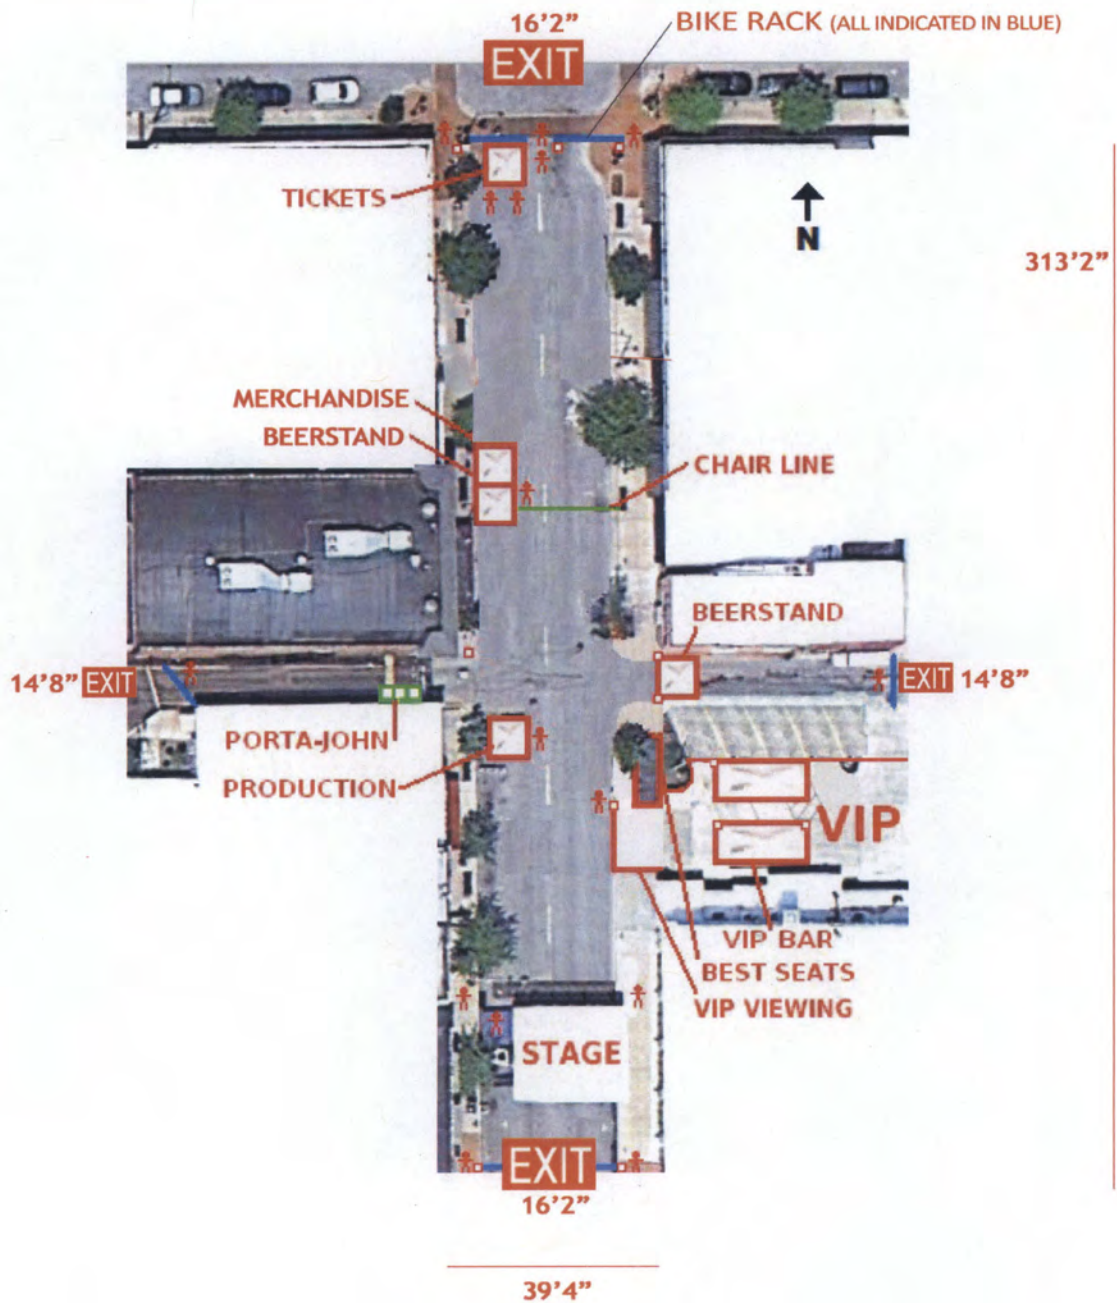 16'2"
BIKE RACK (ALL INDICATED IN BLUE)
EXIT
TICKETS
N
313'2"
MERCHANDISE
BEERSTAND
CHAIR LINE
BEERSTAND
14'8" EXIT
EXIT 14'8"
PORTA-JOHN
PRODUCTION
VIP
VIP BAR
BEST SEATS
VIP VIEWING
STAGE
EXIT
16'2"
39'4"